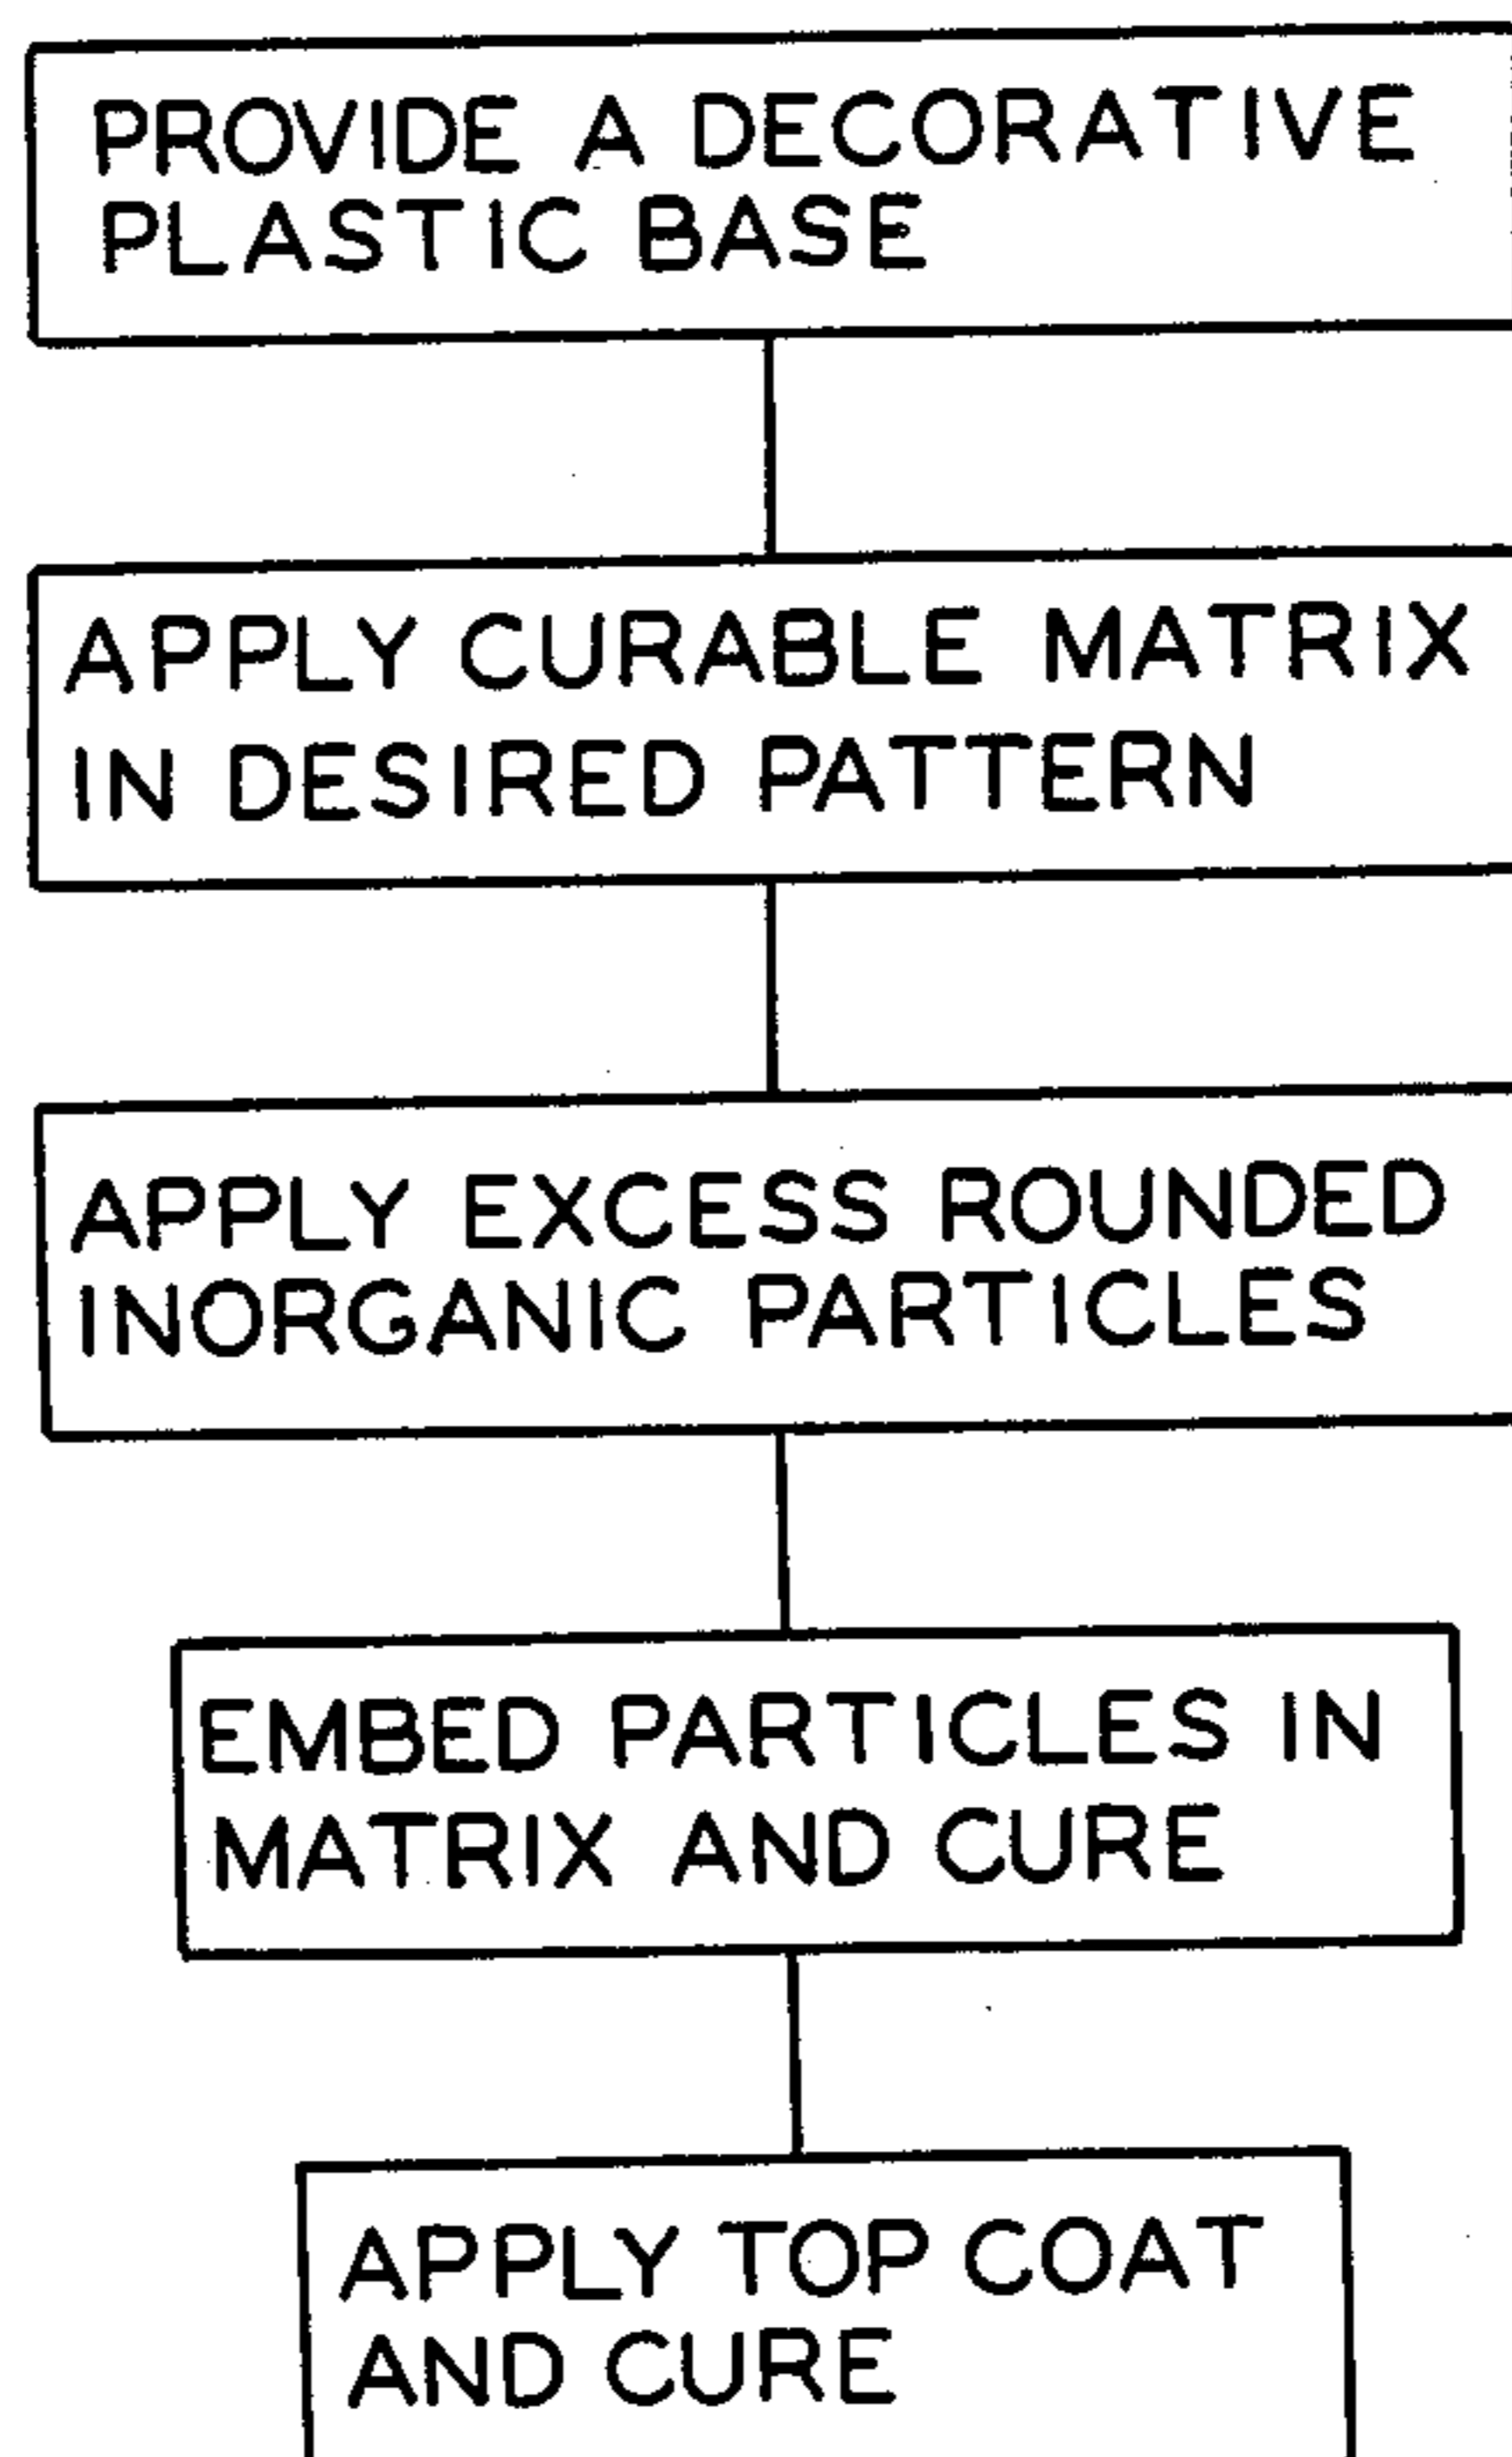 PROVIDE A DECORATIVE
PLASTIC BASE
APPLY CURABLE MATRIX
IN DESIRED PATTERN
APPLY EXCESS ROUNDED
INORGANIC PARTICLES
EMBED PARTICLES IN
MATRIX AND CURE
APPLY TOP COAT
AND CURE